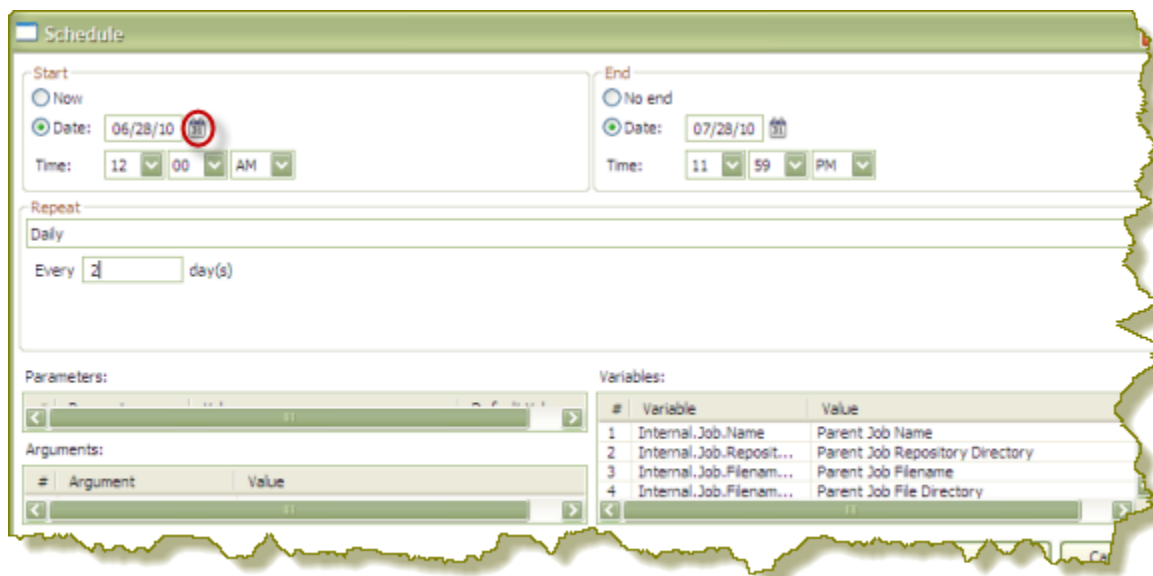 Schedule
Start
Now
Date: 06/28/10 31
Time: 12 00 AM
End
No end
Date: 07/28/10 31
Time: 11 59 PM
Repeat
Daily
Every 2 day(s)
Parameters:
Arguments:
# Argument Value
Variables:
# Variable Value
1 Internal.Job.Name Parent Job Name
2 Internal.Job.Reposit... Parent Job Repository Directory
3 Internal.Job.Filenam... Parent Job Filename
4 Internal.Job.Filenam... Parent Job File Directory